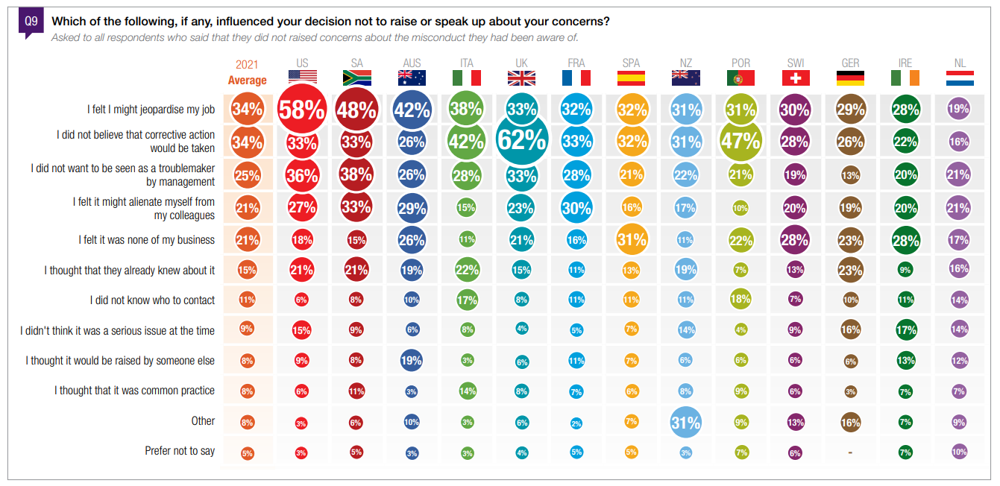 Q9
Which of the following, if any, influenced your decision not to raise or speak up about your concerns?
Asked to all respondents who said that they did not raised concerns about the misconduct they had been aware of.
2021 Average US SA AUS ITA UK FRA SPA NZ POR SWI GER IRE NL
I felt I might jeopardise my job 34% 58% 48% 42% 38% 33% 32% 32% 31% 31% 30% 29% 28% 19%
I did not believe that corrective action
would be taken 34% 33% 33% 26% 42% 62% 33% 32% 31% 47% 28% 26% 22% 16%
I did not want to be seen as a troublemaker
by management 25% 36% 38% 26% 28% 33% 28% 21% 22% 21% 19% 13% 20% 21%
I felt it might alienate myself from
my colleagues 21% 27% 33% 29% 15% 23% 30% 16% 17% 10% 20% 19% 20% 21%
I felt it was none of my business 21% 18% 15% 26% 11% 21% 16% 31% 11% 22% 28% 23% 28% 17%
I thought that they already knew about it 15% 21% 21% 19% 22% 15% 11% 13% 19% 7% 13% 23% 9% 16%
I did not know who to contact 11% 6% 8% 10% 17% 8% 11% 11% 11% 18% 7% 10% 11% 14%
I didn't think it was a serious issue at the time 9% 15% 9% 6% 8% 4% 5% 7% 14% 4% 9% 16% 17% 14%
I thought it would be raised by someone else 8% 9% 8% 19% 3% 6% 11% 7% 6% 6% 6% 6% 13% 12%
I thought that it was common practice 8% 6% 11% 3% 14% 8% 7% 6% 8% 9% 6% 3% 7% 7%
Other 8% 3% 6% 10% 3% 6% 2% 7% 31% 9% 13% 16% 7% 9%
Prefer not to say 5% 3% 5% 3% 3% 4% 5% 5% 3% 7% 6% - 7% 10%